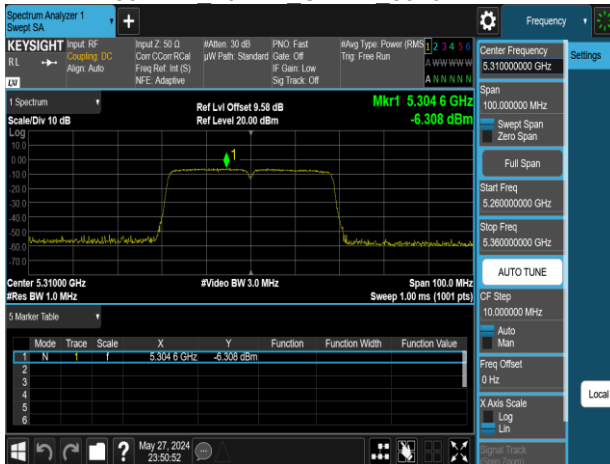 Spectrum Analyzer 1
Swept SA
+
Frequency
KEYSIGHT
RL
Input: RF
Coupling: DC
Align: Auto
Input Z: 50 Ω
Corr CCorr RCal
Freq Ref: Int (S)
NFE: Adaptive
#Atten: 30 dB
µW Path: Standard
PNO: Fast
Gate: Off
IF Gain: Low
Sig Track: Off
#Avg Type: Power (RMS
Trig: Free Run
1 2 3 4 5 6
A W W W W W
A N N N N N
LXI
1 Spectrum
Scale/Div 10 dB
Ref Lvl Offset 9.58 dB
Ref Level 20.00 dBm
Mkr1 5.304 6 GHz
-6.308 dBm
Log
10.0
0.00
-10.0
-20.0
-30.0
-40.0
-50.0
-60.0
-70.0
1
Center 5.31000 GHz
#Res BW 1.0 MHz
#Video BW 3.0 MHz
Span 100.0 MHz
Sweep 1.00 ms (1001 pts)
5 Marker Table
Mode Trace Scale X Y Function Function Width Function Value
1 N 1 f 5.304 6 GHz -6.308 dBm
2
3
4
5
6
May 27, 2024
23:50:52
?
Settings
Center Frequency
5.310000000 GHz
Span
100.000000 MHz
Swept Span
Zero Span
Full Span
Start Freq
5.260000000 GHz
Stop Freq
5.360000000 GHz
AUTO TUNE
CF Step
10.000000 MHz
Auto
Man
Freq Offset
0 Hz
X Axis Scale
Log
Lin
Signal Track
(Span Zoom)
Local